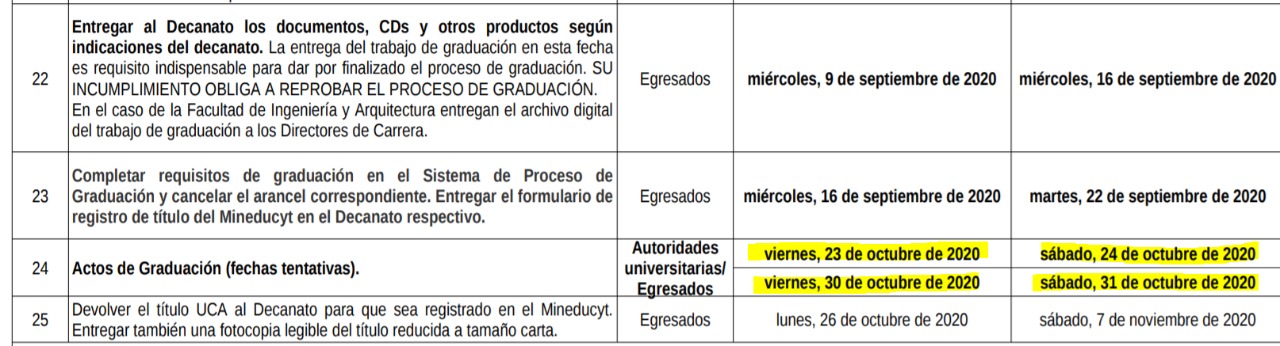 22
Entregar al Decanato los documentos, CDs y otros productos según
indicaciones del decanato. La entrega del trabajo de graduación en esta fecha
es requisito indispensable para dar por finalizado el proceso de graduación. SU
INCUMPLIMIENTO OBLIGA A REPROBAR EL PROCESO DE GRADUACIÓN.
En el caso de la Facultad de Ingeniería y Arquitectura entregan el archivo digital
del trabajo de graduación a los Directores de Carrera.
Egresados
miércoles, 9 de septiembre de 2020
miércoles, 16 de septiembre de 2020
23
Completar requisitos de graduación en el Sistema de Proceso de
Graduación y cancelar el arancel correspondiente. Entregar el formulario de
registro de título del Mineducyt en el Decanato respectivo.
Egresados
miércoles, 16 de septiembre de 2020
martes, 22 de septiembre de 2020
24
Actos de Graduación (fechas tentativas).
Autoridades
universitarias/
Egresados
viernes, 23 de octubre de 2020
sábado, 24 de octubre de 2020
viernes, 30 de octubre de 2020
sábado, 31 de octubre de 2020
25
Devolver el título UCA al Decanato para que sea registrado en el Mineducyt.
Entregar también una fotocopia legible del título reducida a tamaño carta.
Egresados
lunes, 26 de octubre de 2020
sábado, 7 de noviembre de 2020